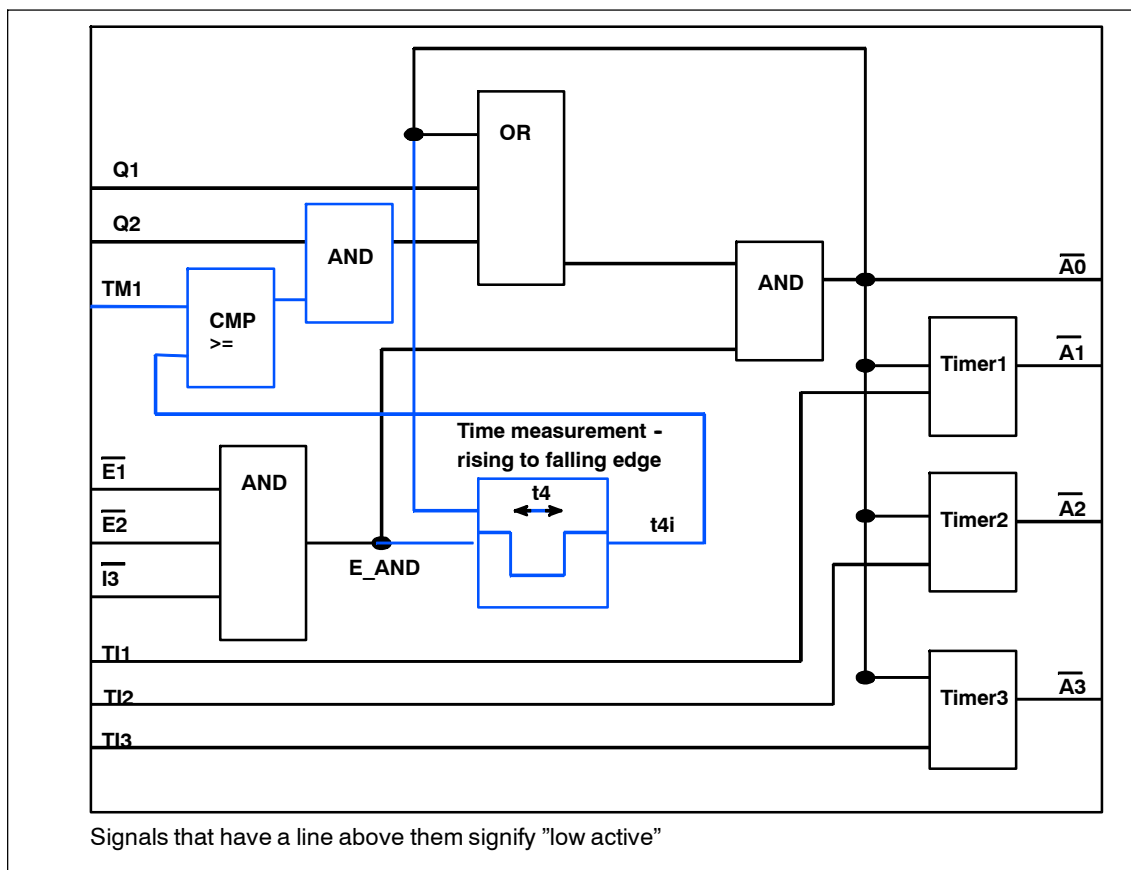 OR
Q1
Q2
AND
TM1
CMP
>=
AND
A0
Timer1
A1
Time measurement -
rising to falling edge
E1
AND
t4
E2
t4i
Timer2
A2
I3
E_AND
TI1
TI2
Timer3
A3
TI3
Signals that have a line above them signify ”low active”